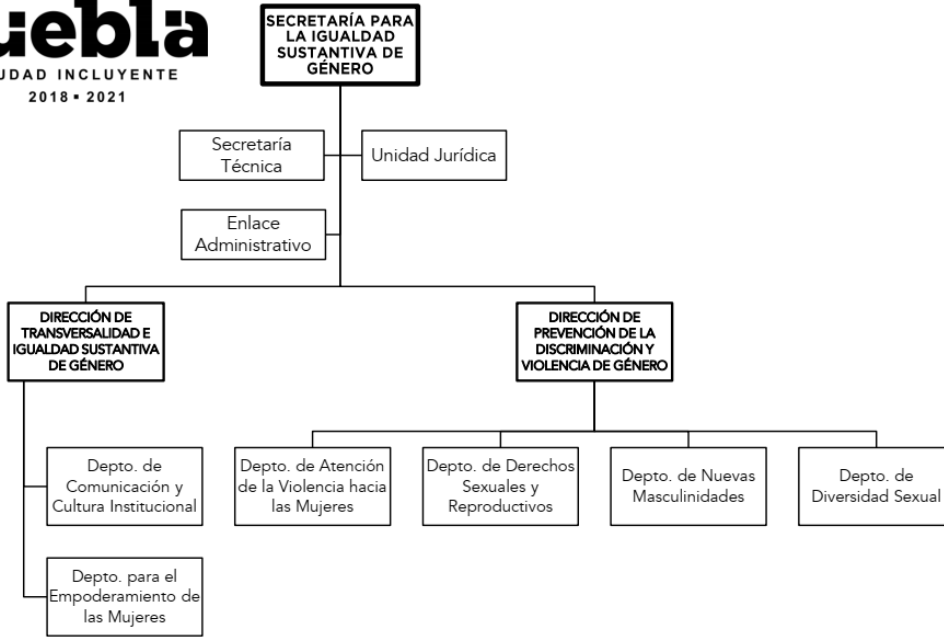 uebla
UDAD INCLUYENTE
2018 ▪ 2021
SECRETARÍA PARA
LA IGUALDAD
SUSTANTIVA DE
GÉNERO
Secretaría
Técnica
Unidad Jurídica
Enlace
Administrativo
DIRECCIÓN DE
TRANSVERSALIDAD E
IGUALDAD SUSTANTIVA
DE GÉNERO
DIRECCIÓN DE
PREVENCIÓN DE LA
DISCRIMINACIÓN Y
VIOLENCIA DE GÉNERO
Depto. de
Comunicación y
Cultura Institucional
Depto. de Atención
de la Violencia hacia
las Mujeres
Depto. de Derechos
Sexuales y
Reproductivos
Depto. de Nuevas
Masculinidades
Depto. de
Diversidad Sexual
Depto. para el
Empoderamiento de
las Mujeres